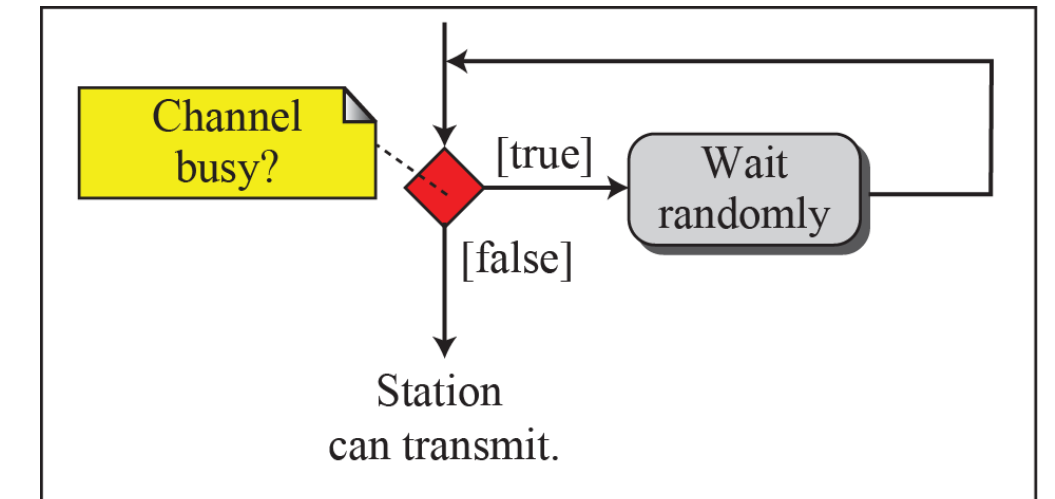 Channel
busy?
[true]
Wait
randomly
[false]
Station
can transmit.